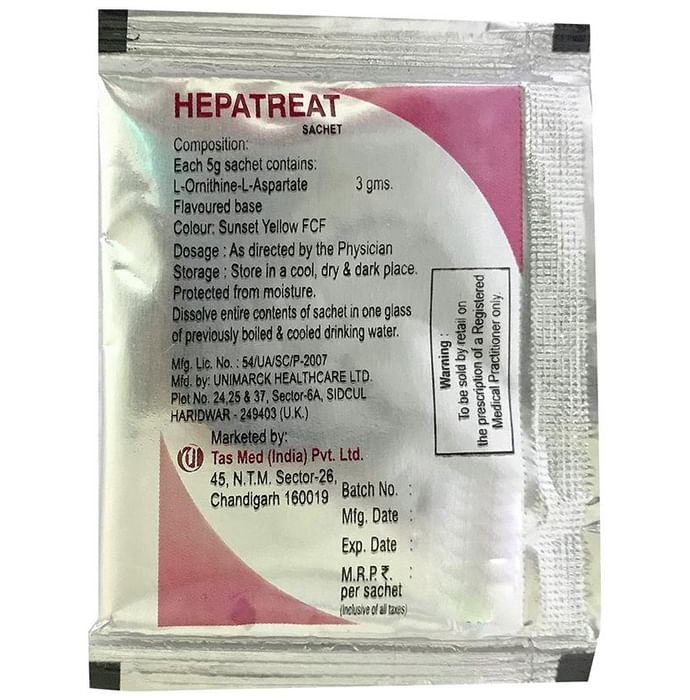 HEPATREAT
SACHET
Composition:
Each 5g sachet contains:
L-Ornithine-L-Aspartate 3 gms.
Flavoured base
Colour: Sunset Yellow FCF
Dosage : As directed by the Physician
Storage : Store in a cool, dry & dark place.
Protected from moisture.
Dissolve entire contents of sachet in one glass
of previously boiled & cooled drinking water.
Mfg. Lic. No. : 54/UA/SC/P-2007
Mfd. by: UNIMARCK HEALTHCARE LTD.
Plot No. 24,25 & 37, Sector-6A, SIDCUL
HARIDWAR - 249403 (U.K.)
Marketed by:
Tas Med (India) Pvt. Ltd.
45, N.T.M. Sector-26,
Chandigarh 160019
Batch No. :
Mfg. Date :
Exp. Date :
M.R.P. ₹. :
per sachet
(Inclusive of all taxes)
Warning :
To be sold by retail on
the prescription of a Registered
Medical Practitioner only.